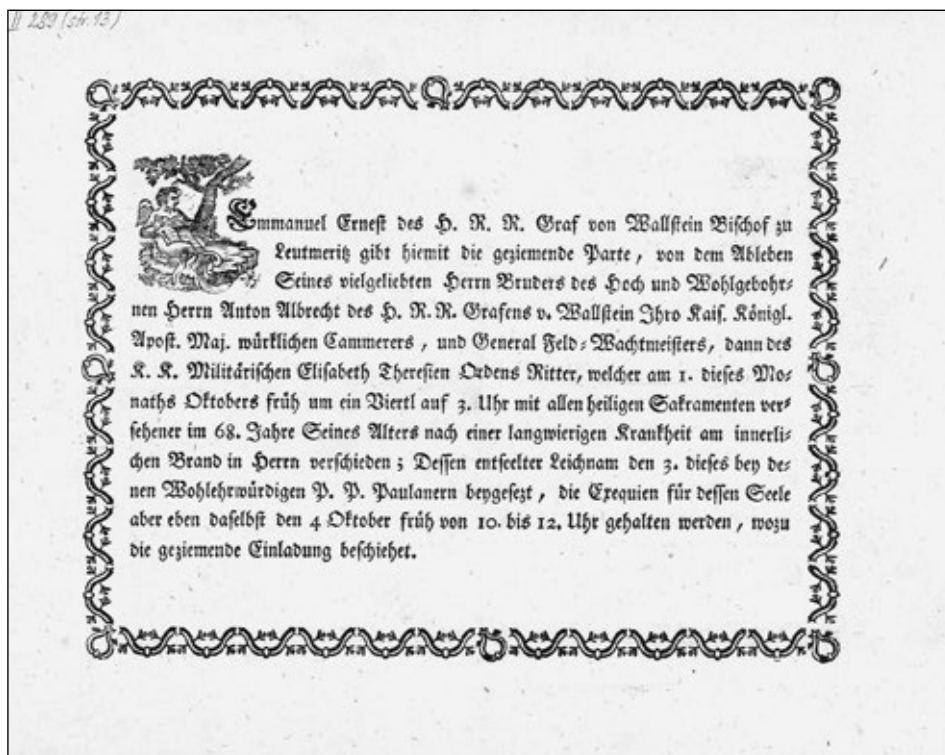 II 289 (str. 13)
Emmanuel Ernest des H. R. R. Graf von Wallstein Bischof zu
Leutmeritz gibt hiemit die geziemende Parte, von dem Ableben
Seines vielgeliebten Herrn Bruders des Hoch und Wohlgebohr-
nen Herrn Anton Albrecht des H. R. R. Grafens v. Wallstein Ihro Kais. Königl.
Apost. Maj. würklichen Cammerers, und General Feld-Wachtmeisters, dann des
K. K. Militärischen Elisabeth Theresien Ordens Ritter, welcher am 1. dieses Mo-
naths Oktobers früh um ein Viertl auf 3. Uhr mit allen heiligen Sakramenten ver-
sehener im 68. Jahre Seines Alters nach einer langwierigen Krankheit am innerli-
chen Brand in Herrn verschieden; Dessen entseelter Leichnam den 3. dieses bey de-
nen Wohlehrwürdigen P. P. Paulanern beygesezt, die Exequien für dessen Seele
aber eben daselbst den 4 Oktober früh von 10. bis 12. Uhr gehalten werden, wozu
die geziemende Einladung beschiehet.